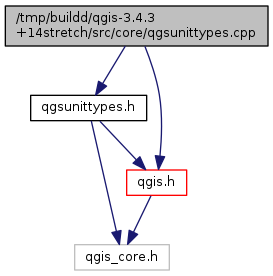 /tmp/buildd/qgis-3.4.3
+14stretch/src/core/qgsunittypes.cpp
qgsunittypes.h
qgis.h
qgis_core.h